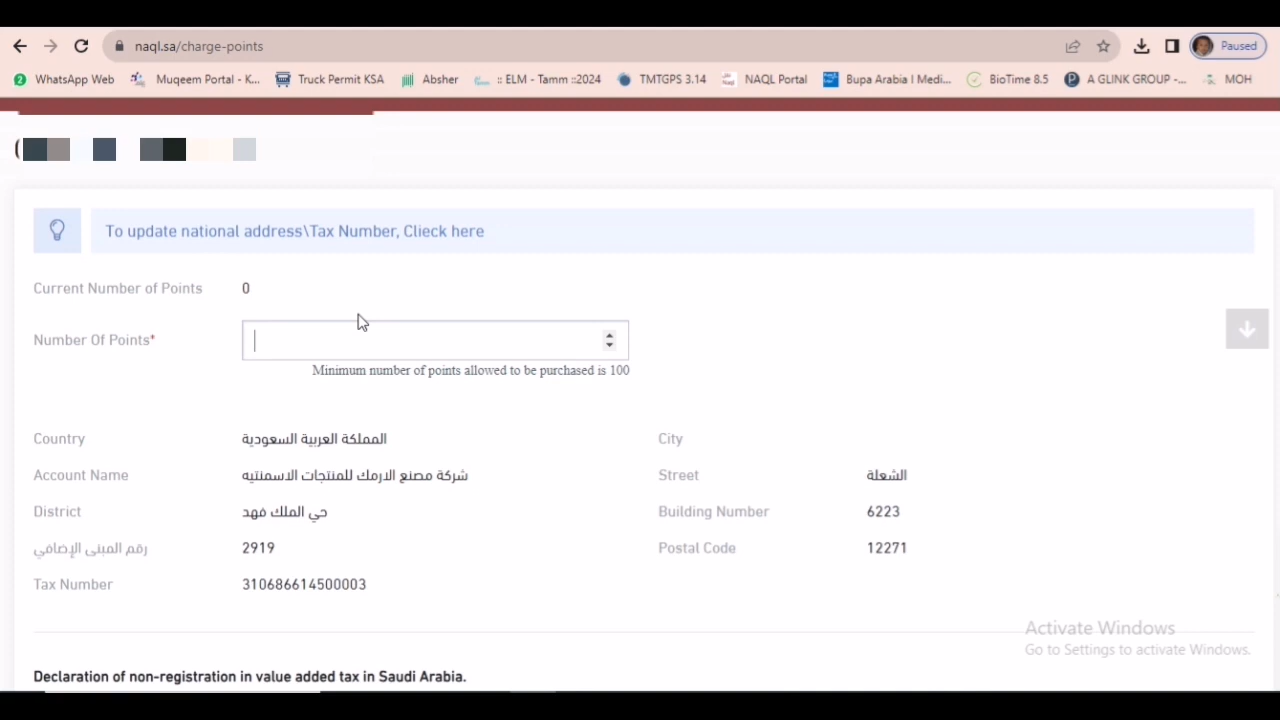 naql.sa/charge-points
Paused
WhatsApp Web
Muqeem Portal - K...
Truck Permit KSA
Absher
:: ELM - Tamm ::2024
TMTGPS 3.14
NAQL Portal
Bupa Arabia I Medi...
BioTime 8.5
A GLINK GROUP -...
MOH
To update national address\Tax Number, Clieck here
Current Number of Points 0
Number Of Points*
Minimum number of points allowed to be purchased is 100
Country المملكة العربية السعودية
City
Account Name شركة مصنع الارمك للمنتجات الاسمنتيه
Street الشعلة
District حي الملك فهد
Building Number 6223
رقم المبنى الإضافي 2919
Postal Code 12271
Tax Number 310686614500003
Activate Windows
Go to Settings to activate Windows.
Declaration of non-registration in value added tax in Saudi Arabia.